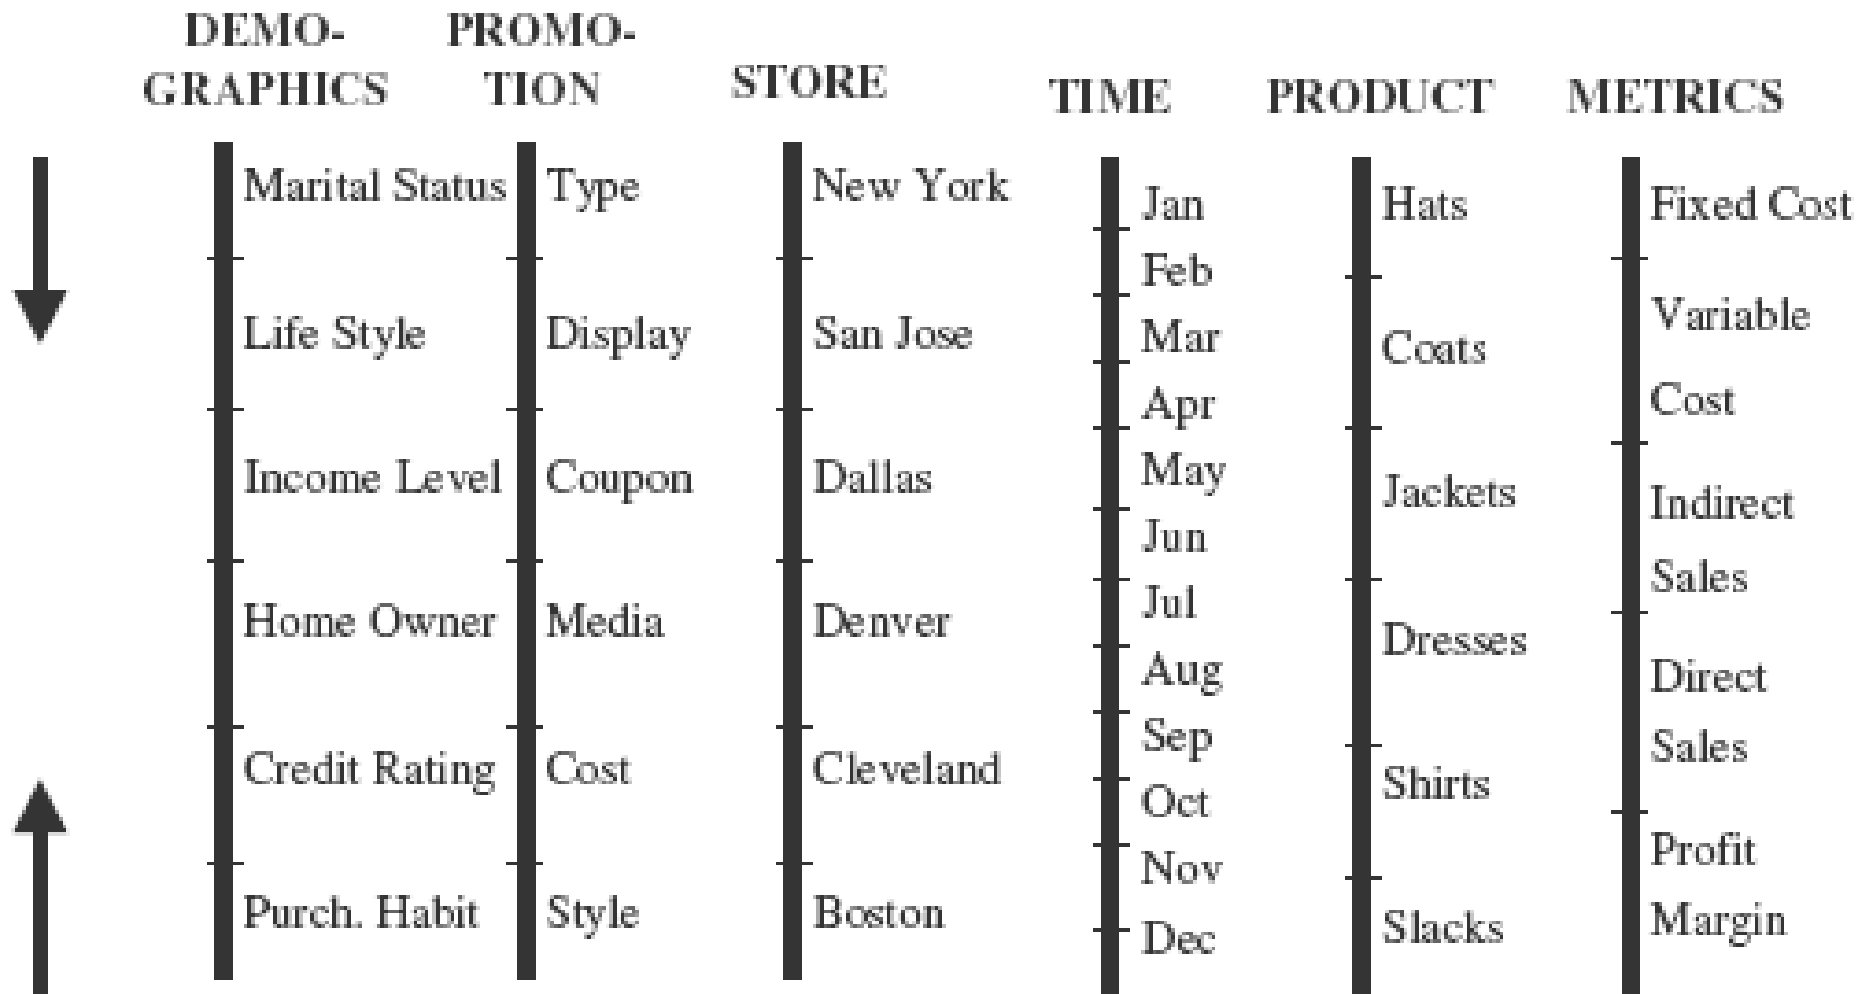 DEMO-
GRAPHICS
PROMO-
TION
STORE
TIME
PRODUCT
METRICS
Marital Status
Life Style
Income Level
Home Owner
Credit Rating
Purch. Habit
Type
Display
Coupon
Media
Cost
Style
New York
San Jose
Dallas
Denver
Cleveland
Boston
Jan
Feb
Mar
Apr
May
Jun
Jul
Aug
Sep
Oct
Nov
Dec
Hats
Coats
Jackets
Dresses
Shirts
Slacks
Fixed Cost
Variable
Cost
Indirect
Sales
Direct
Sales
Profit
Margin